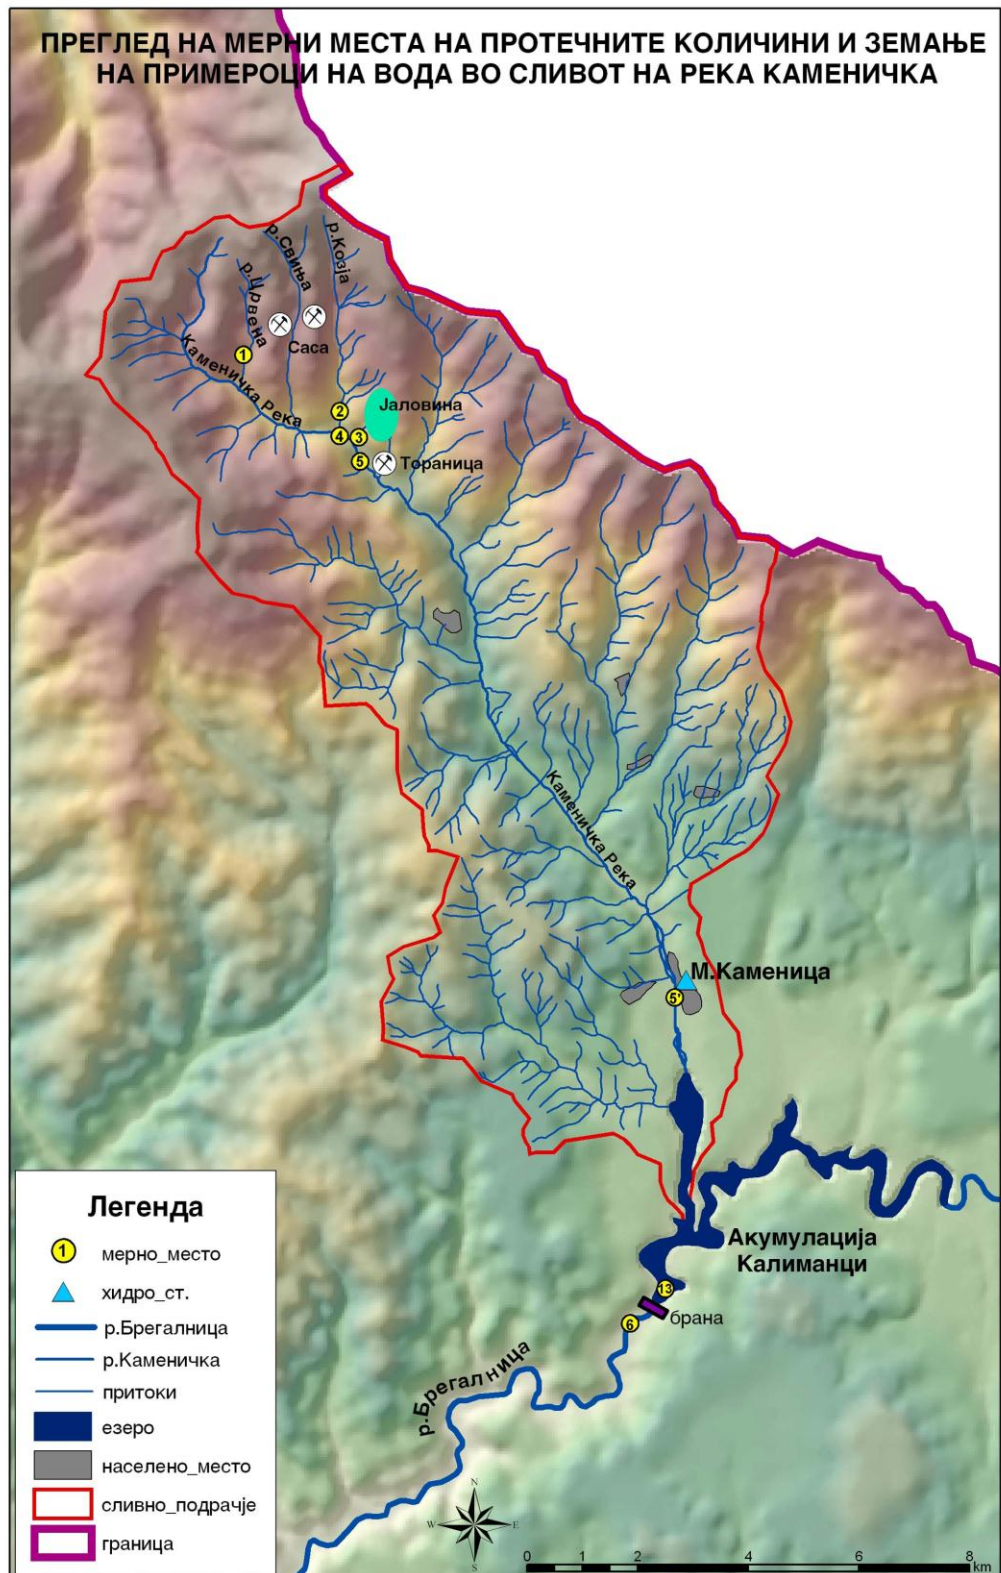 ПРЕГЛЕД НА МЕРНИ МЕСТА НА ПРОТЕЧНИТЕ КОЛИЧИНИ И ЗЕМАЊЕ
НА ПРИМЕРОЦИ НА ВОДА ВО СЛИВОТ НА РЕКА КАМЕНИЧКА
р.Свиња
р.Козја
р.Црвена
Саса
1
Каменичка Река
Јаловина
2
4
3
5
Тораница
Каменичка Река
М.Каменица
5'
Акумулација
Калиманци
13
брана
6
р.Брегалница
Легенда
1 мерно_место
хидро_ст.
р.Брегалница
р.Каменичка
притоки
езеро
населено_место
сливно_подрачје
граница
N
W E
S
0 1 2 4 6 8
km